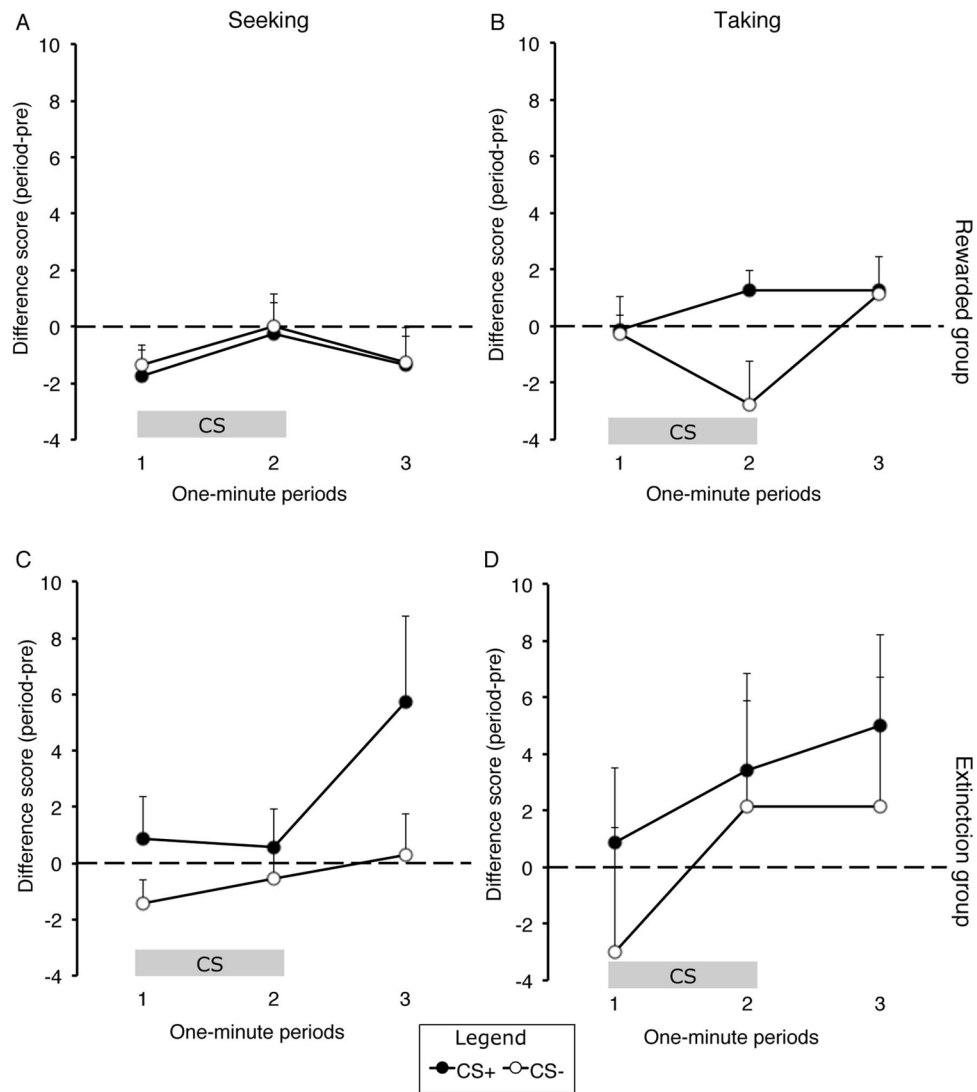 A
Seeking
B
Taking
Difference score (period-pre)
10
8
6
4
2
0
-2
-4
CS
1
2
3
One-minute periods
Difference score (period-pre)
10
8
6
4
2
0
-2
-4
CS
1
2
3
One-minute periods
Rewarded group
C
Difference score (period-pre)
10
8
6
4
2
0
-2
-4
CS
1
2
3
One-minute periods
D
Difference score (period-pre)
10
8
6
4
2
0
-2
-4
CS
1
2
3
One-minute periods
Extinctcion group
Legend
CS+ CS-